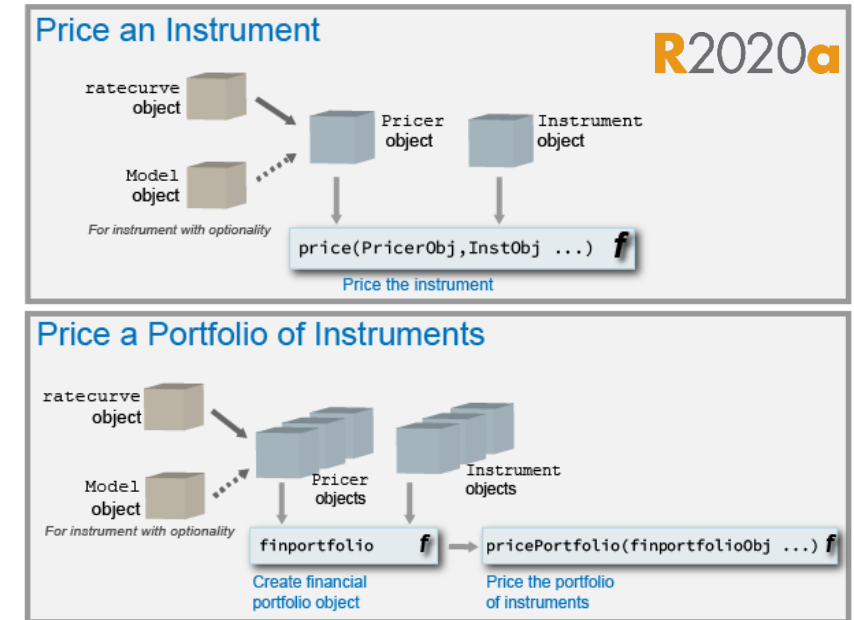 Price an Instrument
R2020a
ratecurve
object
Pricer
object
Instrument
object
Model
object
For instrument with optionality
price(PricerObj,InstObj ...) f
Price the instrument
Price a Portfolio of Instruments
ratecurve
object
Pricer
objects
Instrument
objects
Model
object
For instrument with optionality
finportfolio f
pricePortfolio(finportfolioObj ...) f
Create financial
portfolio object
Price the portfolio
of instruments